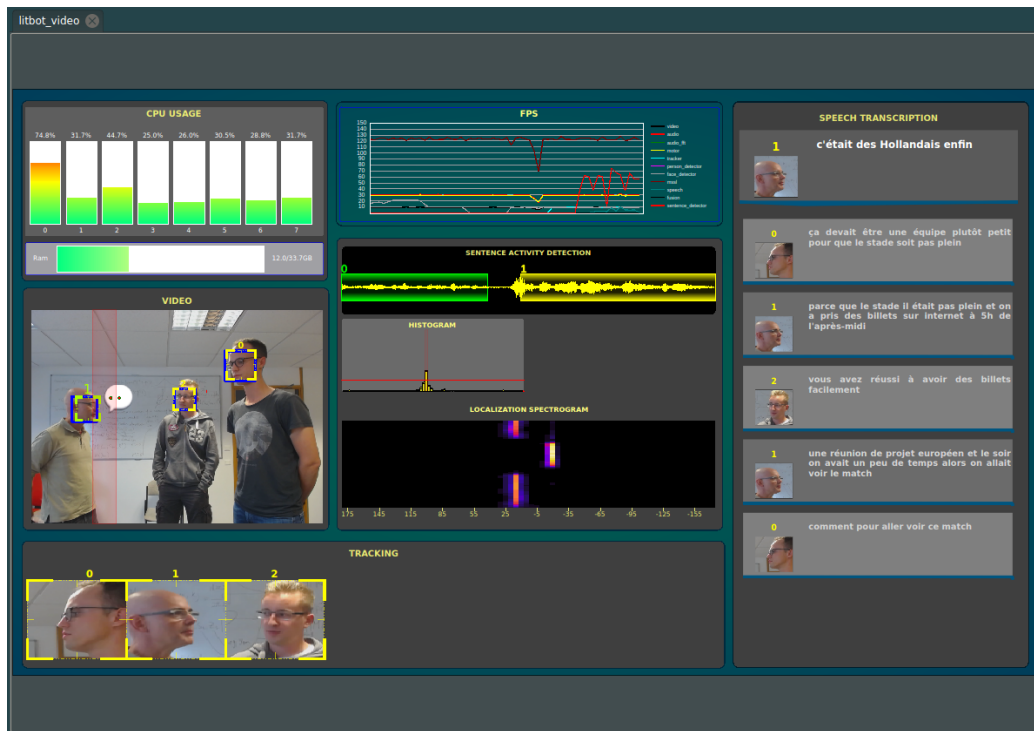 litbot_video
CPU USAGE
74.8% 31.7% 44.7% 25.0% 26.0% 30.5% 28.8% 31.7%
0 1 2 3 4 5 6 7
Ram 12.0/33.7GB
VIDEO
1
0
FPS
150
140
130
120
110
100
90
80
70
60
50
40
30
20
10
video
audio
audio_fft
motor
tracker
person_detector
face_detector
speech
fusion
sentence_detector
SENTENCE ACTIVITY DETECTION
0 1
HISTOGRAM
LOCALIZATION SPECTROGRAM
175 145 115 85 55 25 -5 -35 -65 -95 -125 -155
TRACKING
0 1 2
SPEECH TRANSCRIPTION
1 c'était des Hollandais enfin
0 ça devait être une équipe plutôt petit
pour que le stade soit pas plein
1 parce que le stade il était pas plein et on
a pris des billets sur internet à 5h de
l'après-midi
2 vous avez réussi à avoir des billets
facilement
1 une réunion de projet européen et le soir
on avait un peu de temps alors on allait
voir le match
0 comment pour aller voir ce match